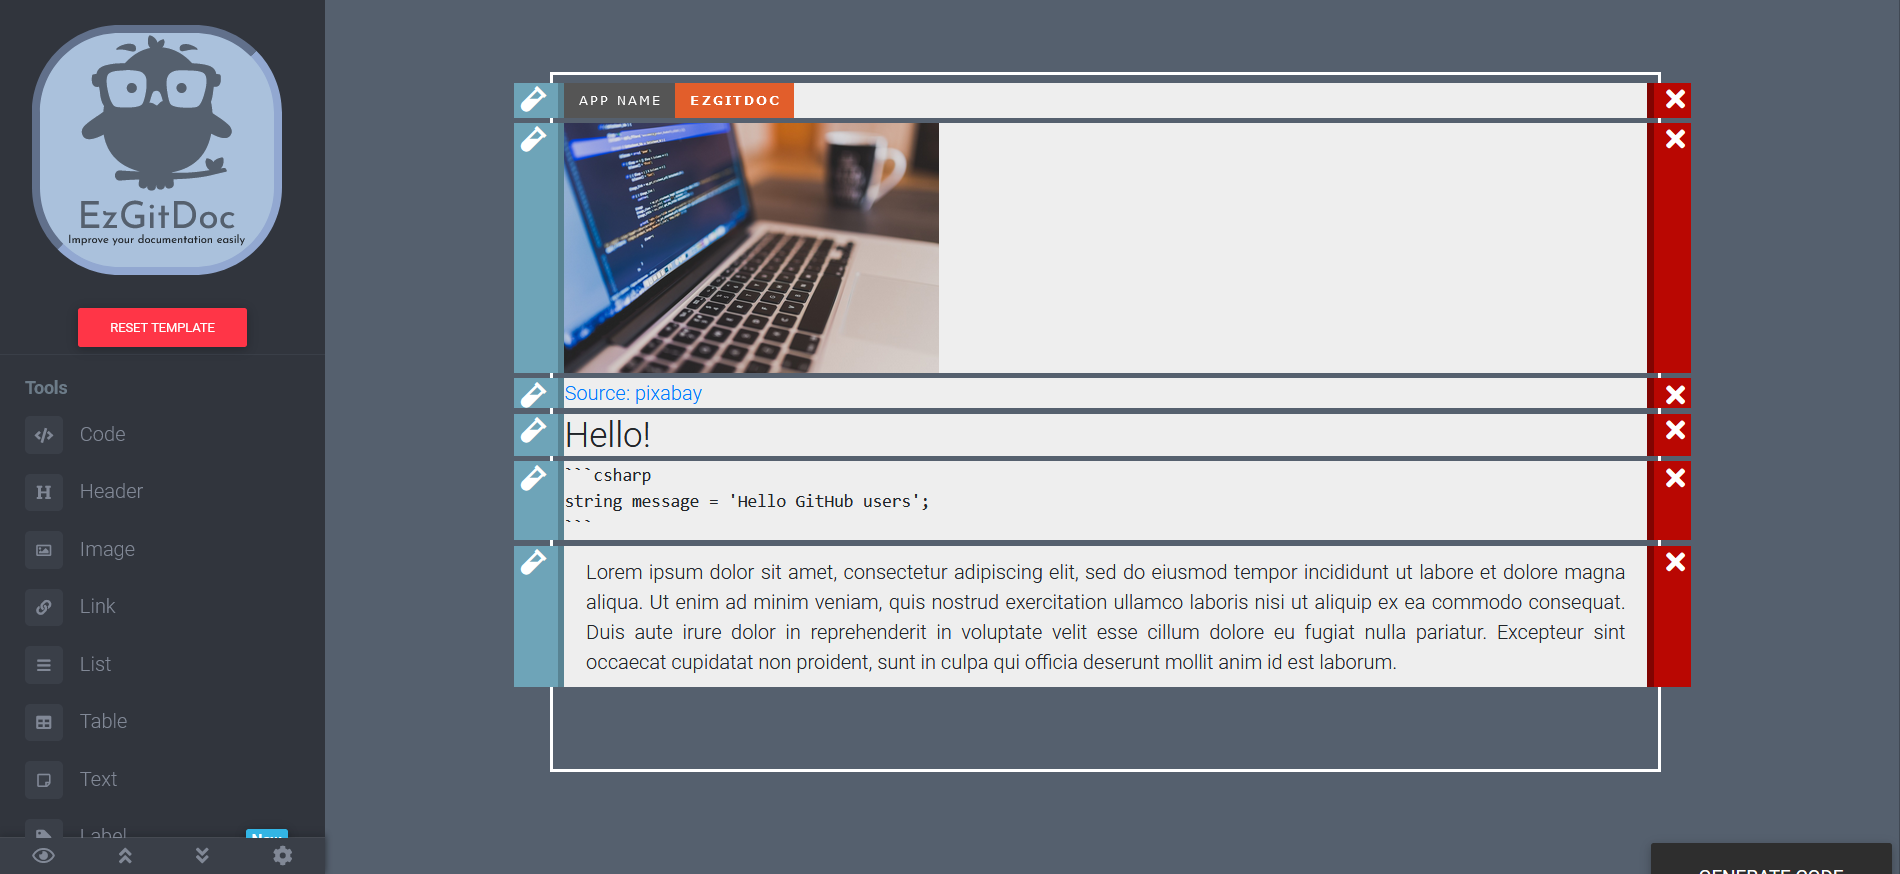 EzGitDoc
Improve your documentation easily
RESET TEMPLATE
Tools
Code
Header
Image
Link
List
Table
Text
Label
New
APP NAME EZGITDOC
Source: pixabay
Hello!
```csharp
string message = 'Hello GitHub users';
```
Lorem ipsum dolor sit amet, consectetur adipiscing elit, sed do eiusmod tempor incididunt ut labore et dolore magna
aliqua. Ut enim ad minim veniam, quis nostrud exercitation ullamco laboris nisi ut aliquip ex ea commodo consequat.
Duis aute irure dolor in reprehenderit in voluptate velit esse cillum dolore eu fugiat nulla pariatur. Excepteur sint
occaecat cupidatat non proident, sunt in culpa qui officia deserunt mollit anim id est laborum.
GENERATE CODE